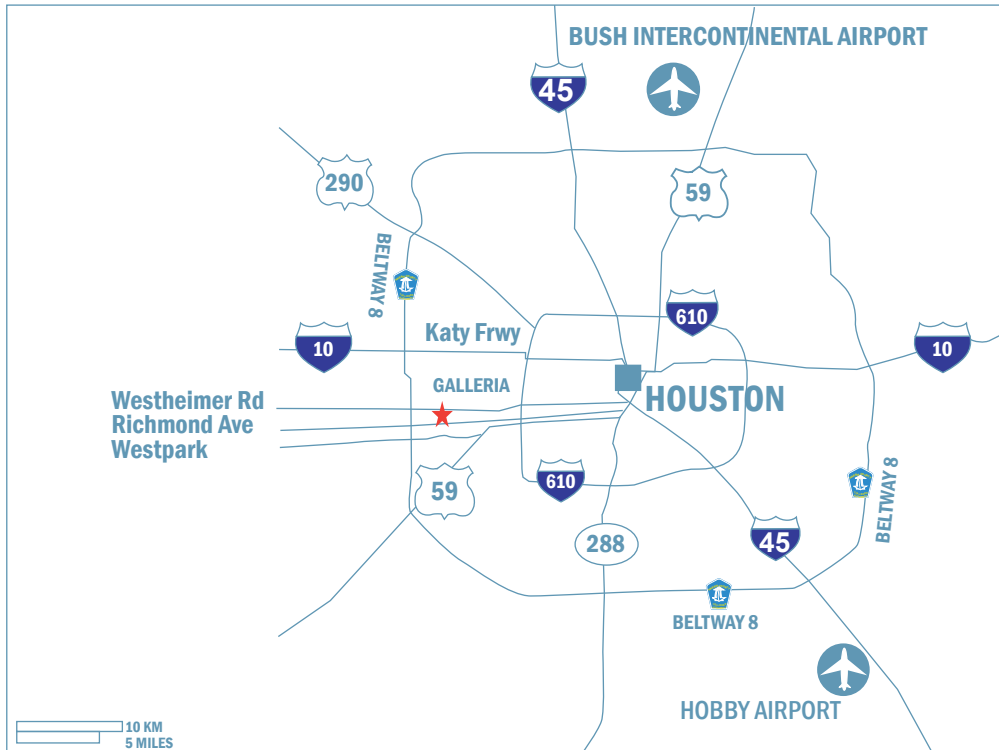 BUSH INTERCONTINENTAL AIRPORT
45
290
59
BELTWAY 8
610
Katy Frwy
10
10
GALLERIA
Westheimer Rd
Richmond Ave
Westpark
HOUSTON
59
610
BELTWAY 8
288
45
BELTWAY 8
HOBBY AIRPORT
10 KM
5 MILES